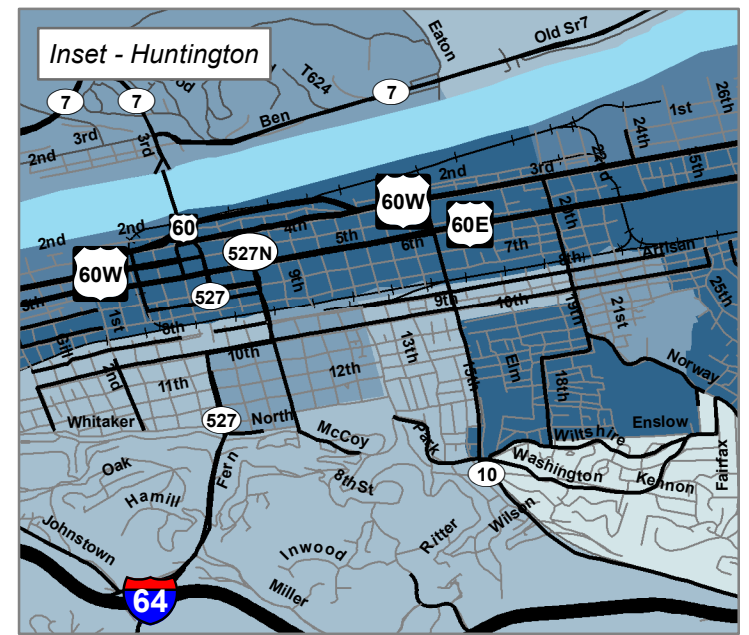 Inset - Huntington
Eaton
Old Sr7
T624
7
7
7
Ben
2nd
3rd
3rd
26th
1st
24th
22nd
25th
2nd
3rd
20th
60W
60E
60
2nd
2nd
4th
5th
6th
7th
8th
527N
60W
9th
Artisan
527
5th
1st
8th
9th
10th
19th
21st
25th
Gill
2nd
10th
11th
12th
13th
15th
Elm
18th
Norway
Whitaker
527
North
McCoy
Park
Wiltshire
Enslow
Washington
Kennon
Fairfax
10
Oak
Hamill
Fern
8th St
Ritter
Wilson
Johnstown
Inwood
Miller
64